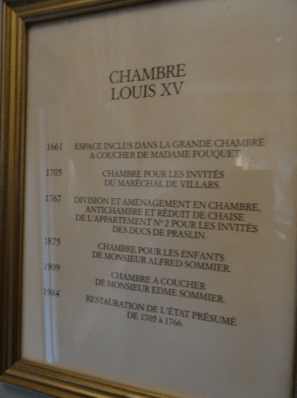 CHAMBRE
LOUIS XV
1661 ESPACE INCLUS DANS LA GRANDE CHAMBRE
A COUCHER DE MADAME FOUQUET
1705 CHAMBRE POUR LES INVITÉS
DU MARÉCHAL DE VILLARS.
1767 DIVISION ET AMÉNAGEMENT EN CHAMBRE,
ANTICHAMBRE ET RÉDUIT DE CHAISE
DE L'APPARTEMENT N° 2 POUR LES INVITÉS
DES DUCS DE PRASLIN.
1875 CHAMBRE POUR LES ENFANTS
DE MONSIEUR ALFRED SOMMIER.
1909 CHAMBRE A COUCHER
DE MONSIEUR EDME SOMMIER.
1984 RESTAURATION DE L'ÉTAT PRÉSUMÉ
DE 1705 à 1766.